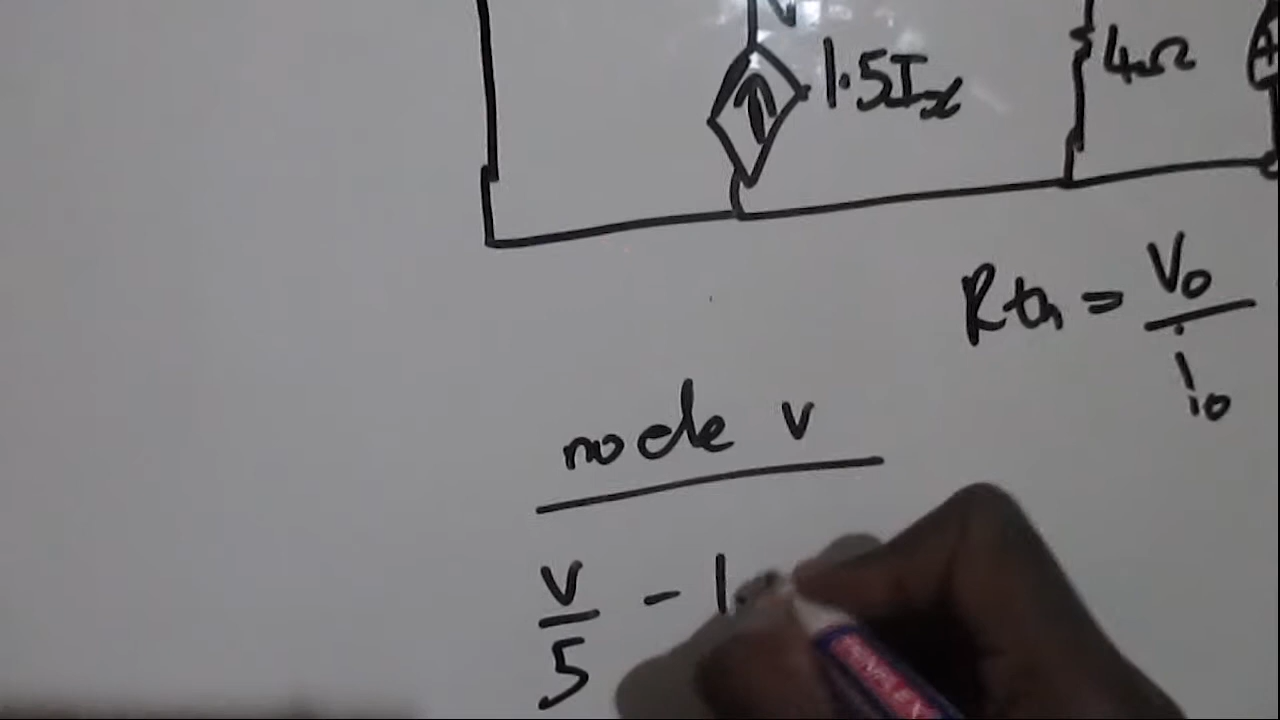 1.5Ix
4Ω
Rth = Vo
io
node v
v
5
- 1